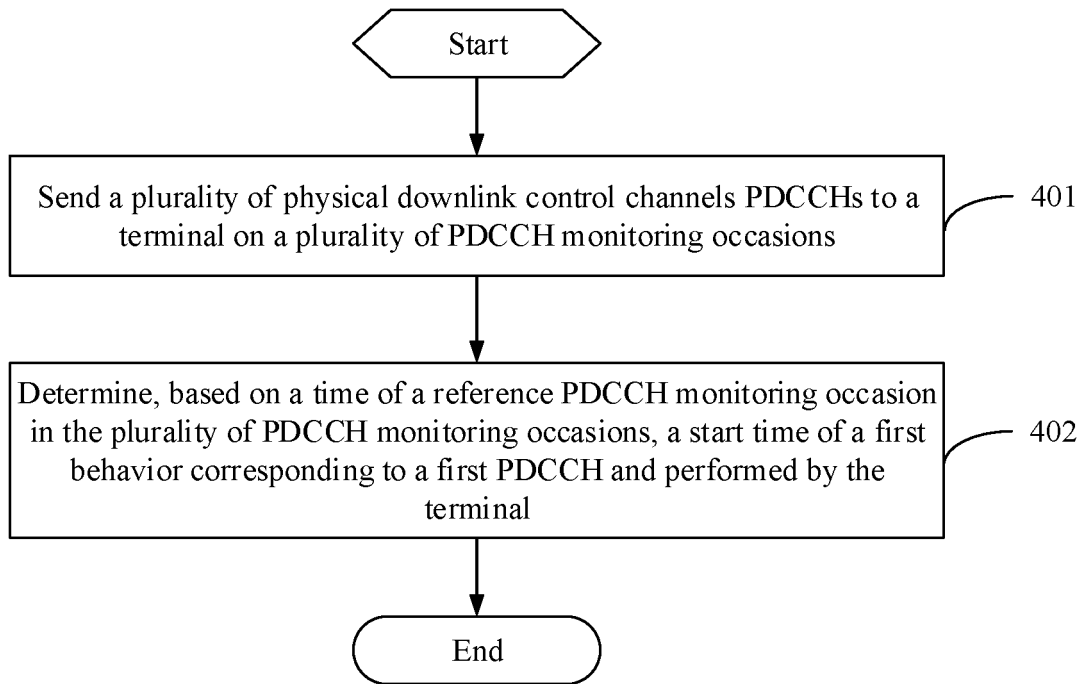 Start
Send a plurality of physical downlink control channels PDCCHs to a
terminal on a plurality of PDCCH monitoring occasions
401
Determine, based on a time of a reference PDCCH monitoring occasion
in the plurality of PDCCH monitoring occasions, a start time of a first
behavior corresponding to a first PDCCH and performed by the
terminal
402
End